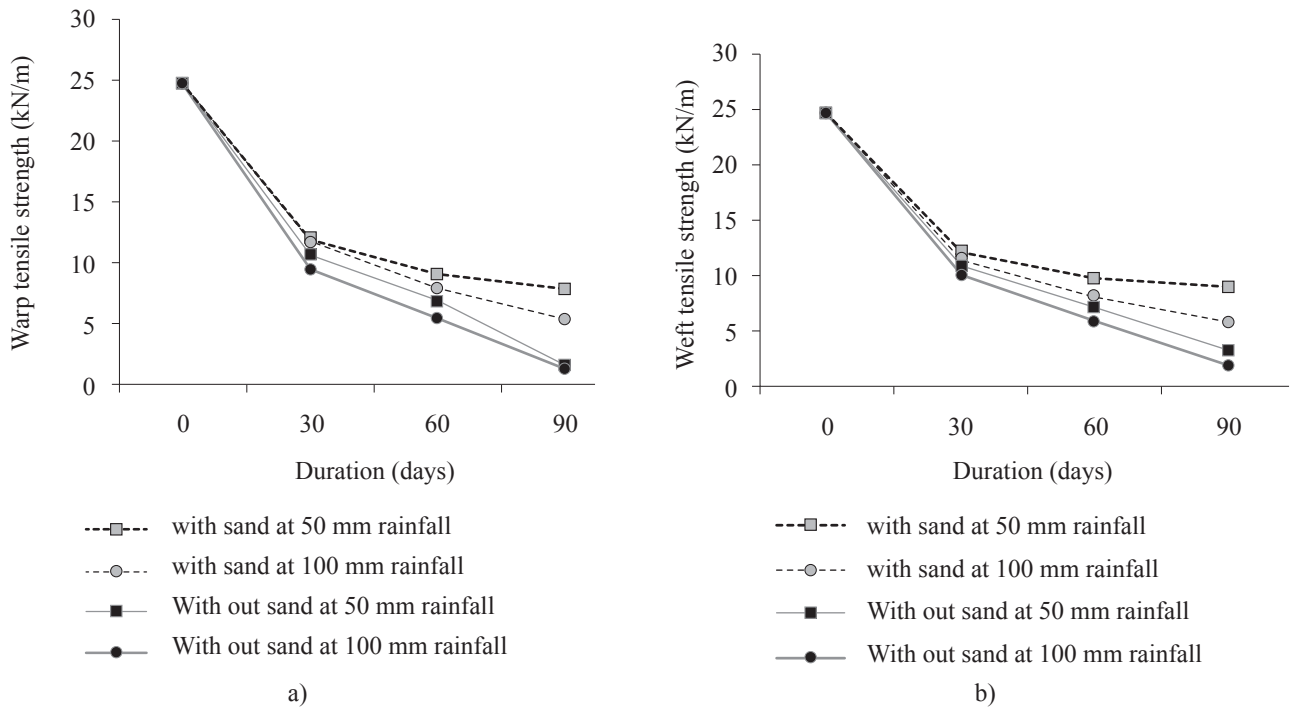 Warp tensile strength (kN/m)
30
25
20
15
10
5
0
0 30 60 90
Duration (days)
with sand at 50 mm rainfall
with sand at 100 mm rainfall
With out sand at 50 mm rainfall
With out sand at 100 mm rainfall
a)
Weft tensile strength (kN/m)
30
25
20
15
10
5
0
0 30 60 90
Duration (days)
with sand at 50 mm rainfall
with sand at 100 mm rainfall
With out sand at 50 mm rainfall
With out sand at 100 mm rainfall
b)